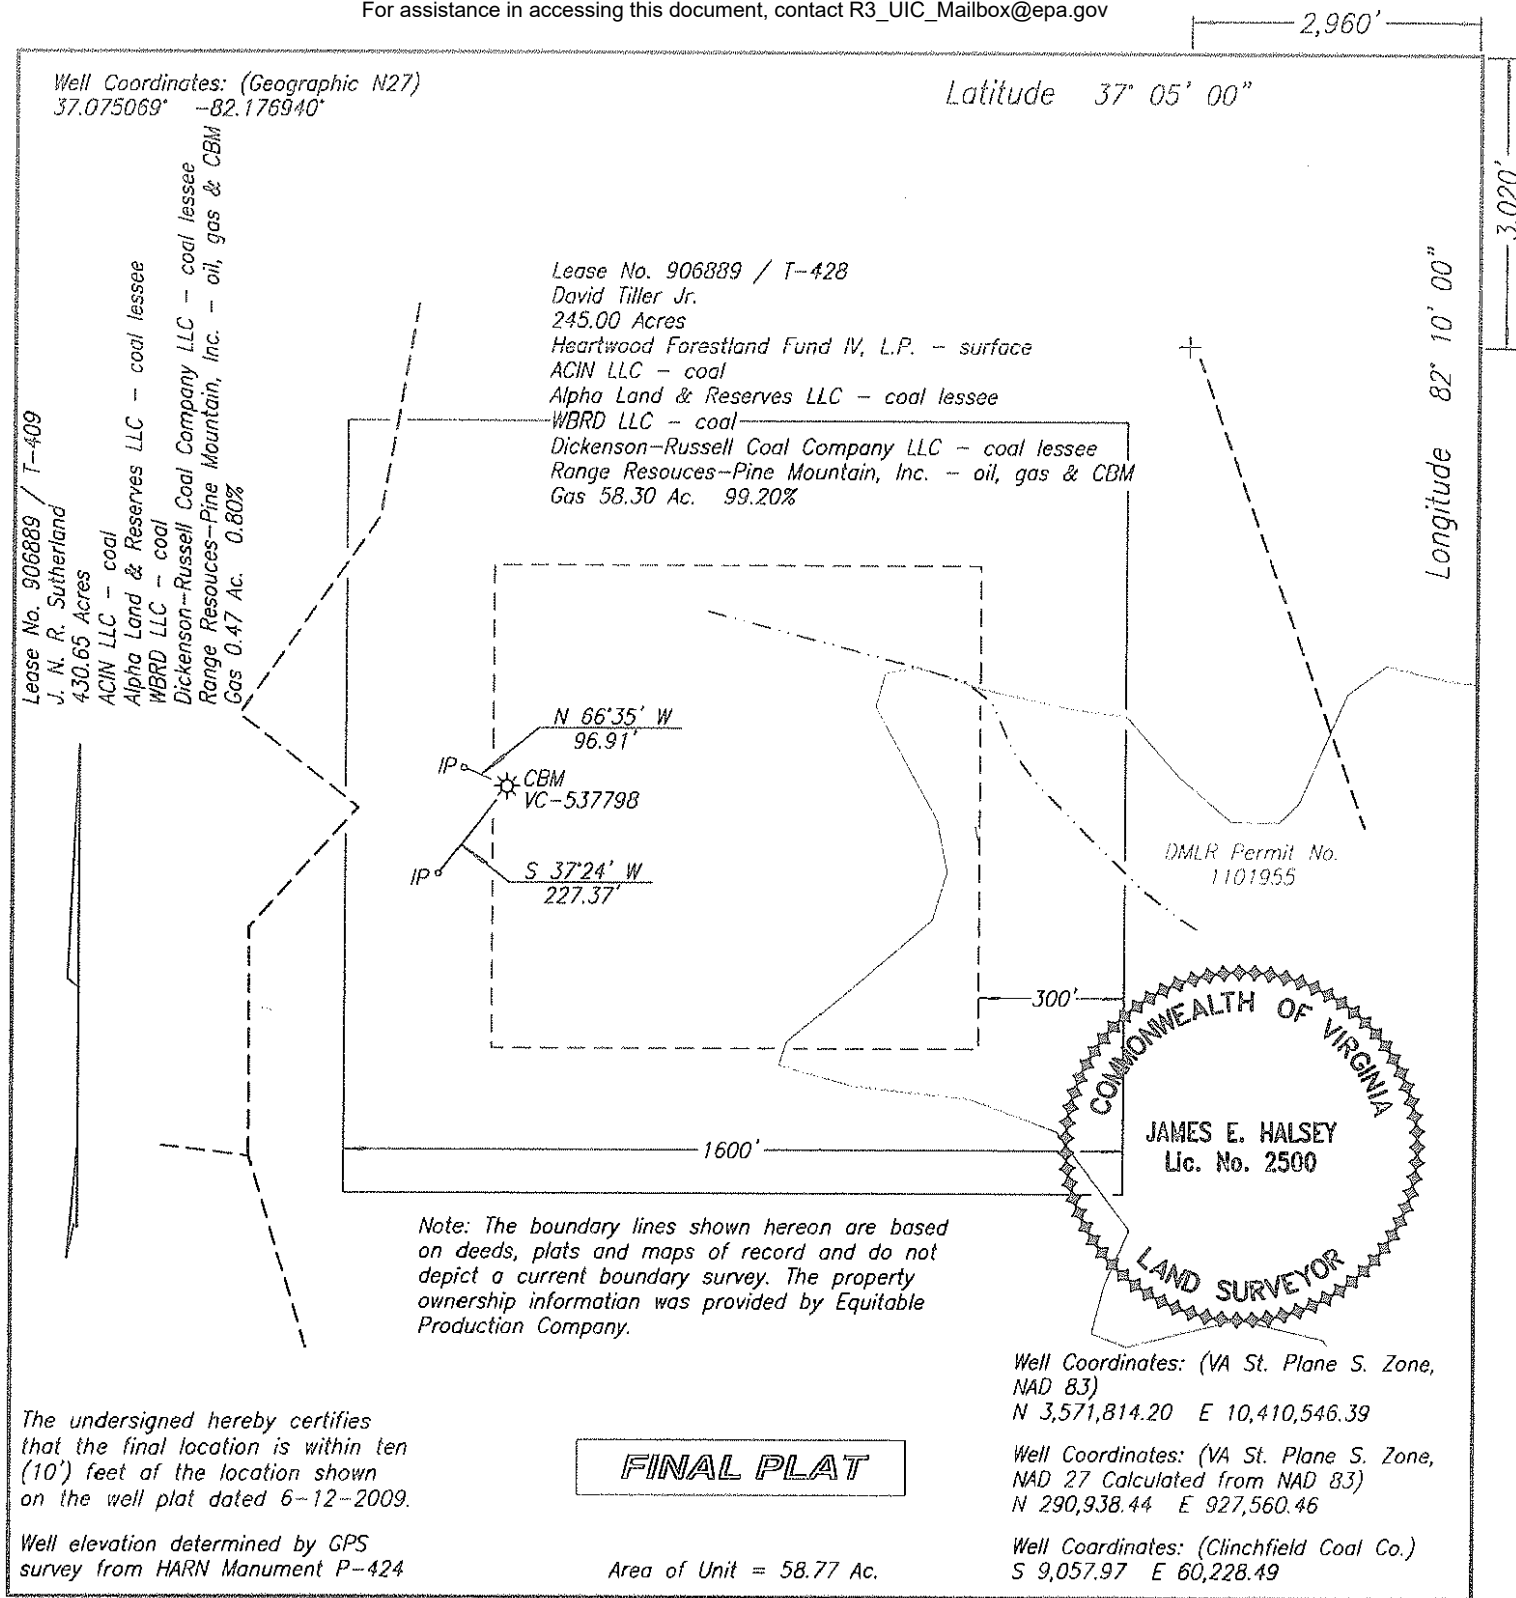 For assistance in accessing this document, contact R3_UIC_Mailbox@epa.gov
2,960'
Well Coordinates: (Geographic N27)
37.075069° -82.176940°
Latitude 37° 05' 00"
3,020'
Longitude 82° 10' 00"
Lease No. 906889 / T-409
J. N. R. Sutherland
430.65 Acres
ACIN LLC - coal
Alpha Land & Reserves LLC - coal lessee
WBRD LLC - coal
Dickenson-Russell Coal Company LLC - coal lessee
Range Resouces-Pine Mountain, Inc. - oil, gas & CBM
Gas 0.47 Ac. 0.80%
Lease No. 906889 / T-428
David Tiller Jr.
245.00 Acres
Heartwood Forestland Fund IV, L.P. - surface
ACIN LLC - coal
Alpha Land & Reserves LLC - coal lessee
WBRD LLC - coal
Dickenson-Russell Coal Company LLC - coal lessee
Range Resouces-Pine Mountain, Inc. - oil, gas & CBM
Gas 58.30 Ac. 99.20%
N 66°35' W
96.91'
IP
CBM
VC-537798
IP
S 37°24' W
227.37'
DMLR Permit No.
1101955
300'
1600'
COMMONWEALTH OF VIRGINIA
JAMES E. HALSEY
Lic. No. 2500
LAND SURVEYOR
Note: The boundary lines shown hereon are based
on deeds, plats and maps of record and do not
depict a current boundary survey. The property
ownership information was provided by Equitable
Production Company.
Well Coordinates: (VA St. Plane S. Zone,
NAD 83)
N 3,571,814.20 E 10,410,546.39
Well Coordinates: (VA St. Plane S. Zone,
NAD 27 Calculated from NAD 83)
N 290,938.44 E 927,560.46
Well Coordinates: (Clinchfield Coal Co.)
S 9,057.97 E 60,228.49
The undersigned hereby certifies
that the final location is within ten
(10') feet of the location shown
on the well plat dated 6-12-2009.
Well elevation determined by GPS
survey from HARN Monument P-424
FINAL PLAT
Area of Unit = 58.77 Ac.